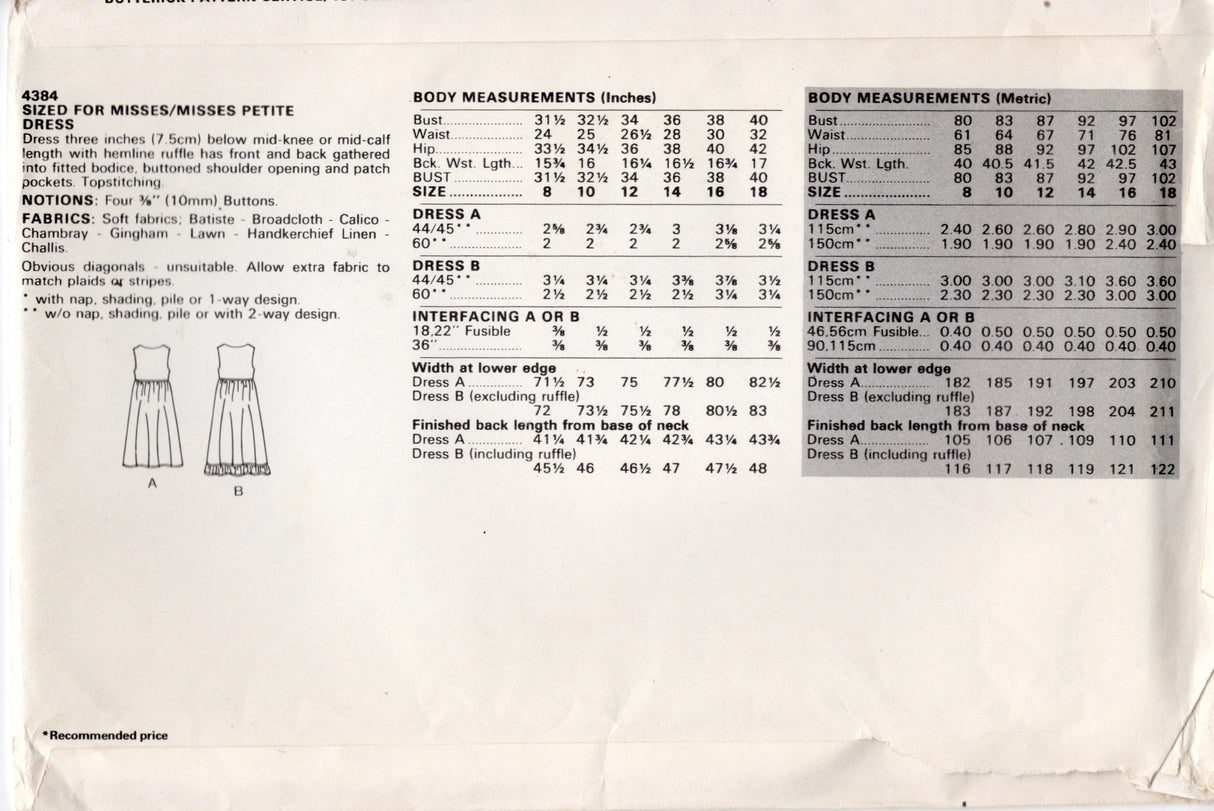 4384
SIZED FOR MISSES/MISSES PETITE
DRESS
Dress three inches (7.5cm) below mid-knee or mid-calf
length with hemline ruffle has front and back gathered
into fitted bodice, buttoned shoulder opening and patch
pockets. Topstitching.
NOTIONS: Four ⅜" (10mm) Buttons.
FABRICS: Soft fabrics; Batiste - Broadcloth - Calico -
Chambray - Gingham - Lawn - Handkerchief Linen -
Challis.
Obvious diagonals - unsuitable. Allow extra fabric to
match plaids or stripes.
* with nap, shading, pile or 1-way design.
** w/o nap, shading, pile or with 2-way design.
A
B
BODY MEASUREMENTS (Inches)
Bust 31½ 32½ 34 36 38 40
Waist 24 25 26½ 28 30 32
Hip 33½ 34½ 36 38 40 42
Bck. Wst. Lgth... 15¾ 16 16¼ 16½ 16¾ 17
BUST 31½ 32½ 34 36 38 40
SIZE 8 10 12 14 16 18
DRESS A
44/45** 2⅝ 2¾ 2¾ 3 3⅛ 3¼
60** 2 2 2 2 2⅝ 2⅝
DRESS B
44/45** 3¼ 3¼ 3¼ 3⅜ 3⅞ 3½
60** 2½ 2½ 2½ 2½ 3¼ 3¼
INTERFACING A OR B
18,22" Fusible ⅜ ½ ½ ½ ½ ½
36" ⅜ ⅜ ⅜ ⅜ ⅜ ⅜
Width at lower edge
Dress A 71½ 73 75 77½ 80 82½
Dress B (excluding ruffle)
72 73½ 75½ 78 80½ 83
Finished back length from base of neck
Dress A 41¼ 41¾ 42¼ 42¾ 43¼ 43¾
Dress B (including ruffle)
45½ 46 46½ 47 47½ 48
BODY MEASUREMENTS (Metric)
Bust 80 83 87 92 97 102
Waist 61 64 67 71 76 81
Hip 85 88 92 97 102 107
Bck. Wst. Lgth. 40 40.5 41.5 42 42.5 43
BUST 80 83 87 92 97 102
SIZE 8 10 12 14 16 18
DRESS A
115cm** 2.40 2.60 2.60 2.80 2.90 3.00
150cm** 1.90 1.90 1.90 1.90 2.40 2.40
DRESS B
115cm** 3.00 3.00 3.00 3.10 3.60 3.60
150cm** 2.30 2.30 2.30 2.30 3.00 3.00
INTERFACING A OR B
46,56cm Fusible... 0.40 0.50 0.50 0.50 0.50 0.50
90,115cm 0.40 0.40 0.40 0.40 0.40 0.40
Width at lower edge
Dress A 182 185 191 197 203 210
Dress B (excluding ruffle)
183 187 192 198 204 211
Finished back length from base of neck
Dress A 105 106 107 109 110 111
Dress B (including ruffle)
116 117 118 119 121 122
*Recommended price